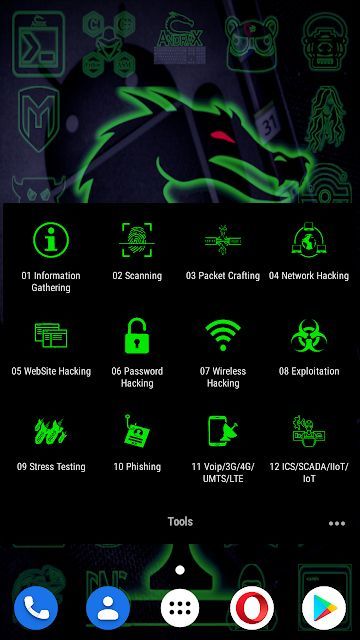 ANDRAX
31
01 Information
Gathering
02 Scanning
03 Packet Crafting
04 Network Hacking
05 WebSite Hacking
06 Password
Hacking
07 Wireless
Hacking
08 Exploitation
09 Stress Testing
10 Phishing
11 Voip/3G/4G/
UMTS/LTE
12 ICS/SCADA/IIoT/
IoT
Tools